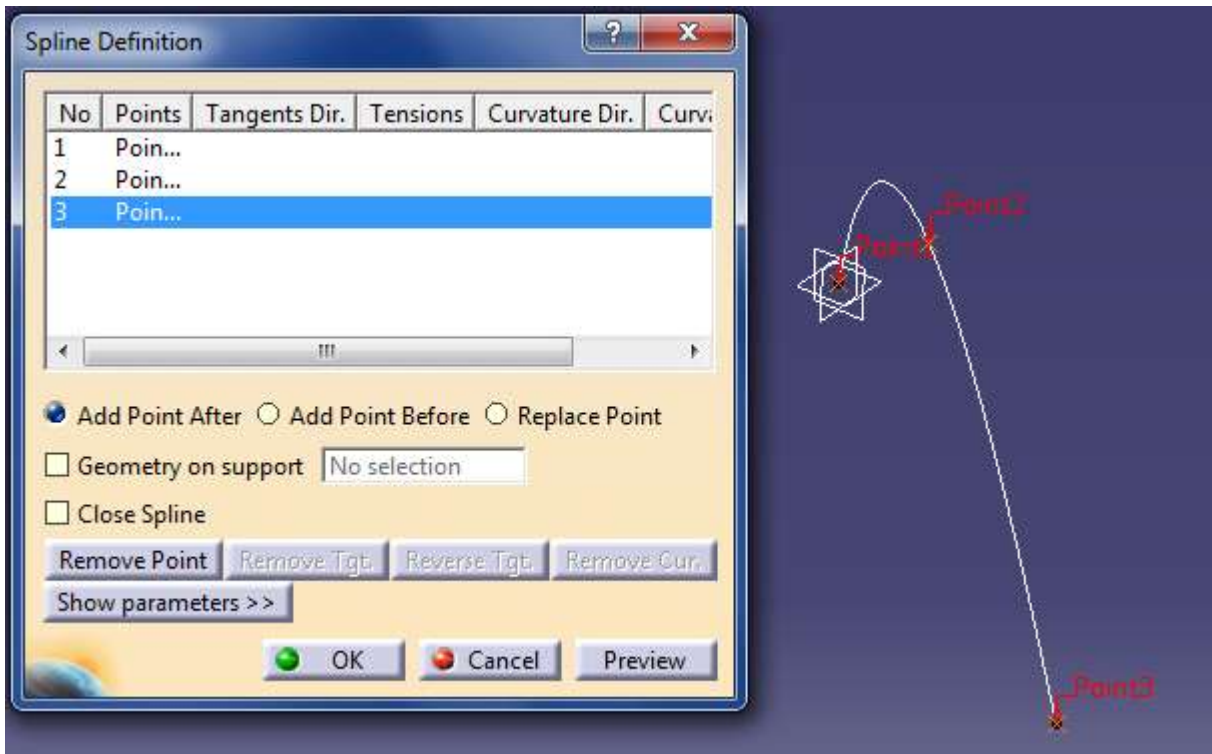 Spline Definition
?
X
No Points Tangents Dir. Tensions Curvature Dir. Curva
1 Poin...
2 Poin...
3 Poin...
Add Point After Add Point Before Replace Point
Geometry on support No selection
Close Spline
Remove Point Remove Tgt. Reverse Tgt. Remove Cur.
Show parameters >>
OK Cancel Preview
Point2
Point1
Point3